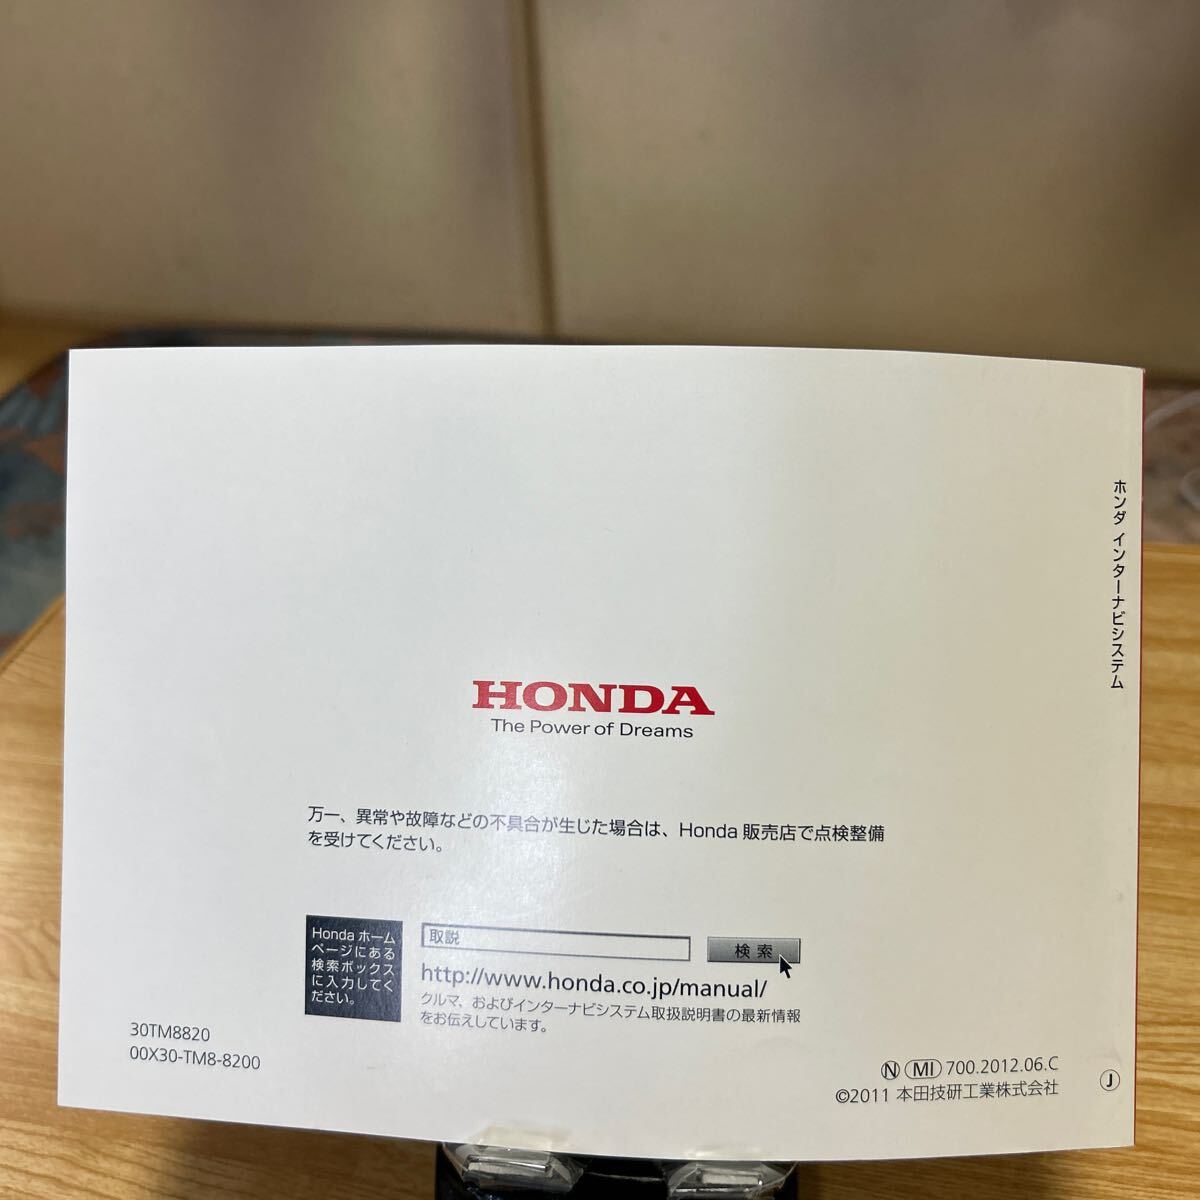 ホンダ インターナビシステム
HONDA
The Power of Dreams
万一、異常や故障などの不具合が生じた場合は、Honda 販売店で点検整備
を受けてください。
Honda ホーム
ページにある
検索ボックス
に入力してく
ださい。
取説
検索
http://www.honda.co.jp/manual/
クルマ、およびインターナビシステム取扱説明書の最新情報
をお伝えしています。
30TM8820
00X30-TM8-8200
Ⓝ MI 700.2012.06.C
©2011 本田技研工業株式会社
Ⓙ